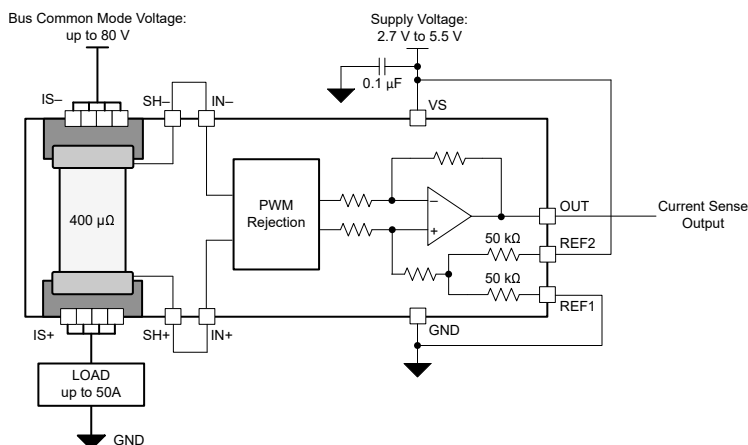 Bus Common Mode Voltage:
up to 80 V
Supply Voltage:
2.7 V to 5.5 V
0.1 µF
IS–
SH–
IN–
VS
400 µΩ
PWM
Rejection
–
+
OUT
Current Sense
Output
50 kΩ
REF2
50 kΩ
REF1
IS+
SH+
IN+
GND
LOAD
up to 50A
GND